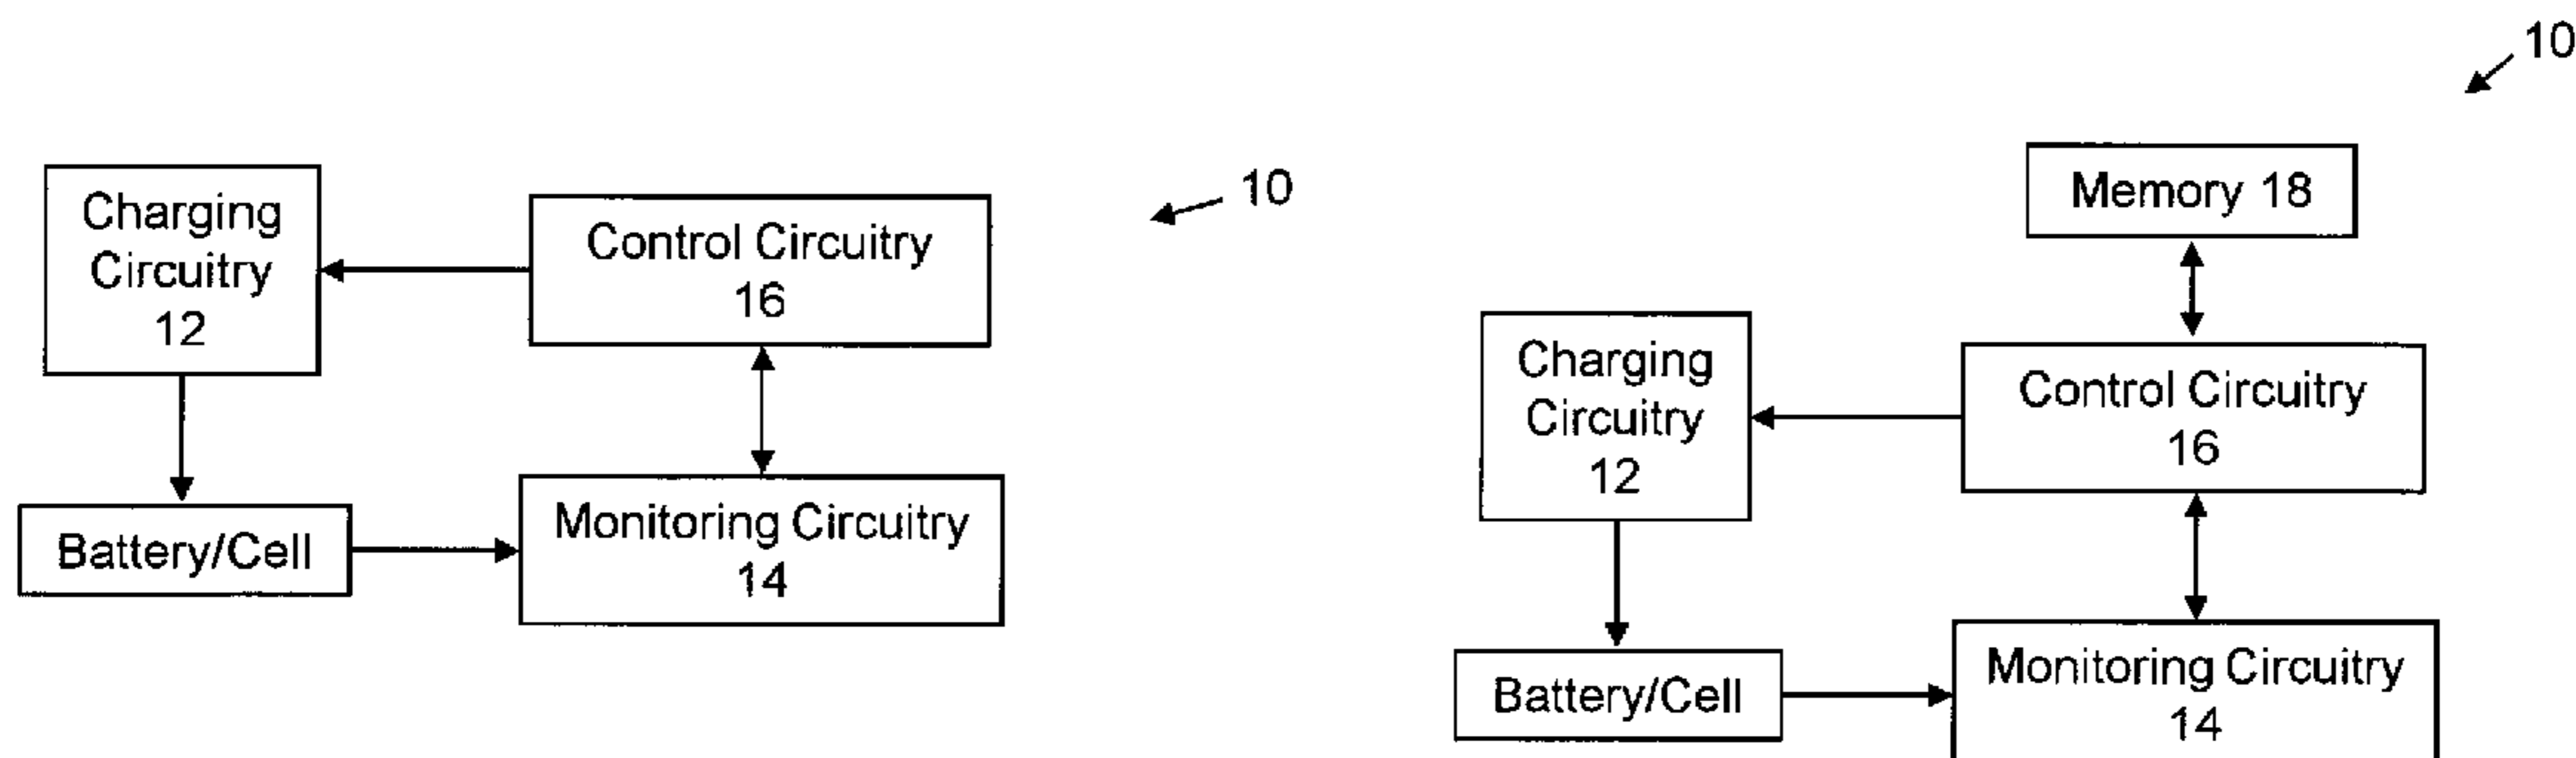 10
Charging
Circuitry
12
Control Circuitry
16
Battery/Cell
Monitoring Circuitry
14
10
Memory 18
Charging
Circuitry
12
Control Circuitry
16
Battery/Cell
Monitoring Circuitry
14